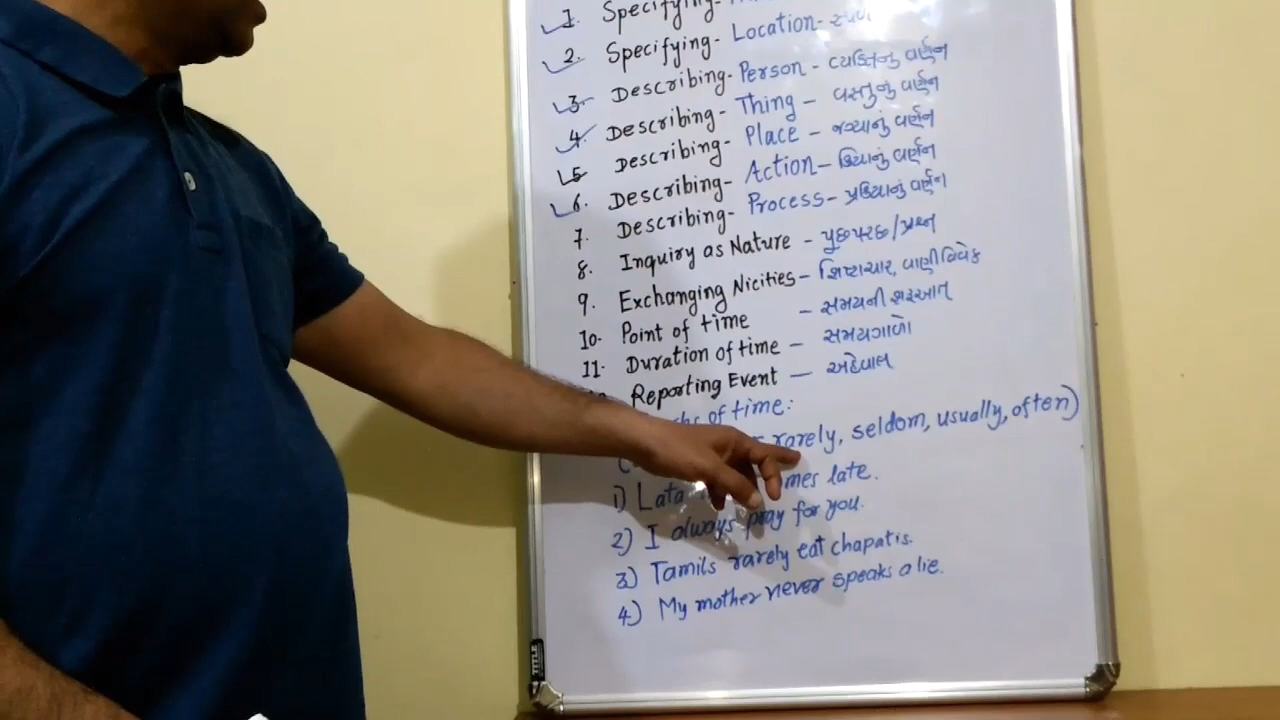 1. Specifying-
2. Specifying- Location- સ્થળ
3. Describing- Person - વ્યક્તિનું વર્ણન
4. Describing- Thing - વસ્તુનું વર્ણન
5 Describing- Place - જગ્યાનું વર્ણન
6. Describing- Action- ક્રિયાનું વર્ણન
7. Describing- Process- પ્રક્રિયાનું વર્ણન
8. Inquiry as Nature - પુછપરછ/પ્રશ્ન
9. Exchanging Nicities- શિષ્ટાચાર, વાણીવિવેક
10- Point of time - સમયની શરૂઆત
11. Duration of time - સમયગાળો
Reporting Event - અહેવાલ
of time:
rarely, seldom, usually, often)
1) Lata late.
2) I always pray for you.
3) Tamils rarely eat chapatis.
4) My mother never speaks a lie.
TITLE